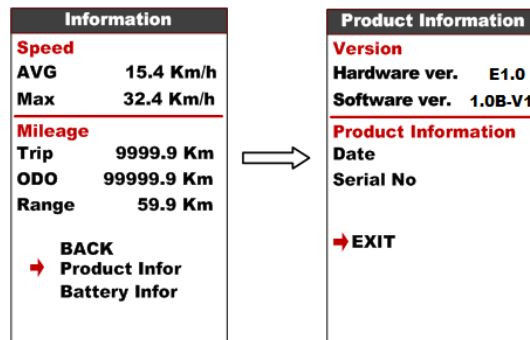 Information
Speed
AVG 15.4 Km/h
Max 32.4 Km/h
Mileage
Trip 9999.9 Km
ODO 99999.9 Km
Range 59.9 Km
BACK
Product Infor
Battery Infor
Product Information
Version
Hardware ver. E1.0
Software ver. 1.0B-V1
Product Information
Date
Serial No
EXIT